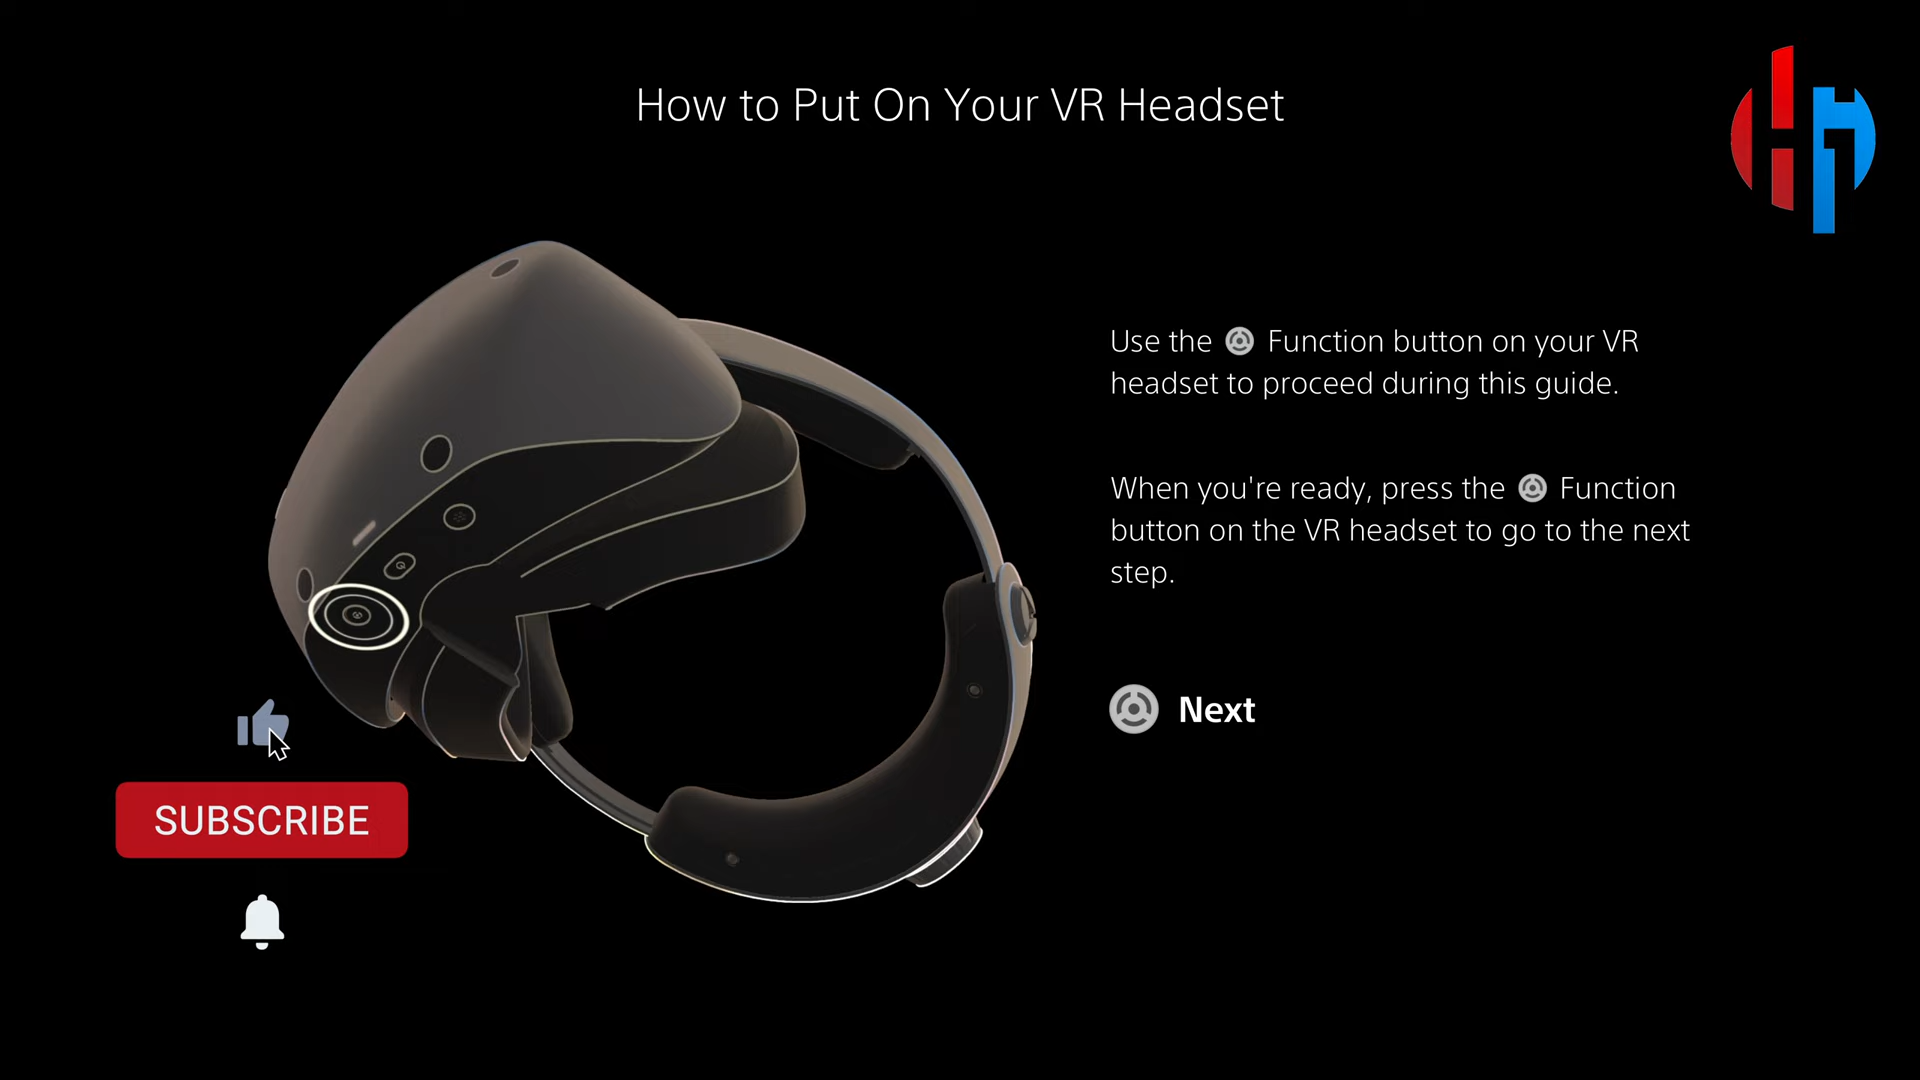 How to Put On Your VR Headset
Use the Function button on your VR
headset to proceed during this guide.
When you're ready, press the Function
button on the VR headset to go to the next
step.
Next
SUBSCRIBE